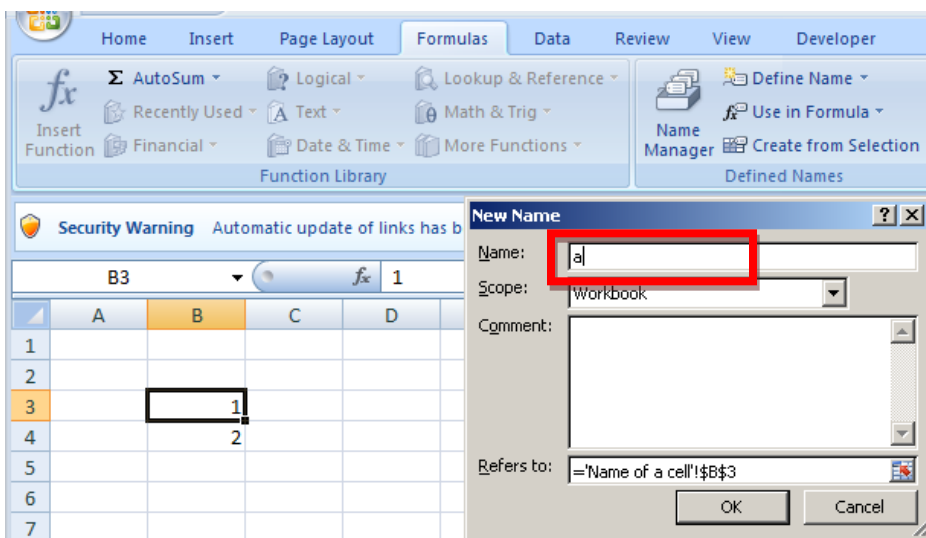 Home Insert Page Layout Formulas Data Review View Developer
fx Insert Function
Σ AutoSum
Recently Used
Financial
Logical
Text
Date & Time
Lookup & Reference
Math & Trig
More Functions
Function Library
Name Manager
Define Name
Use in Formula
Create from Selection
Defined Names
Security Warning Automatic update of links has b
B3 fx 1
A B C D
1
2
3 1
4 2
5
6
7
New Name
Name: a
Scope: Workbook
Comment:
Refers to: ='Name of a cell'!$B$3
OK Cancel